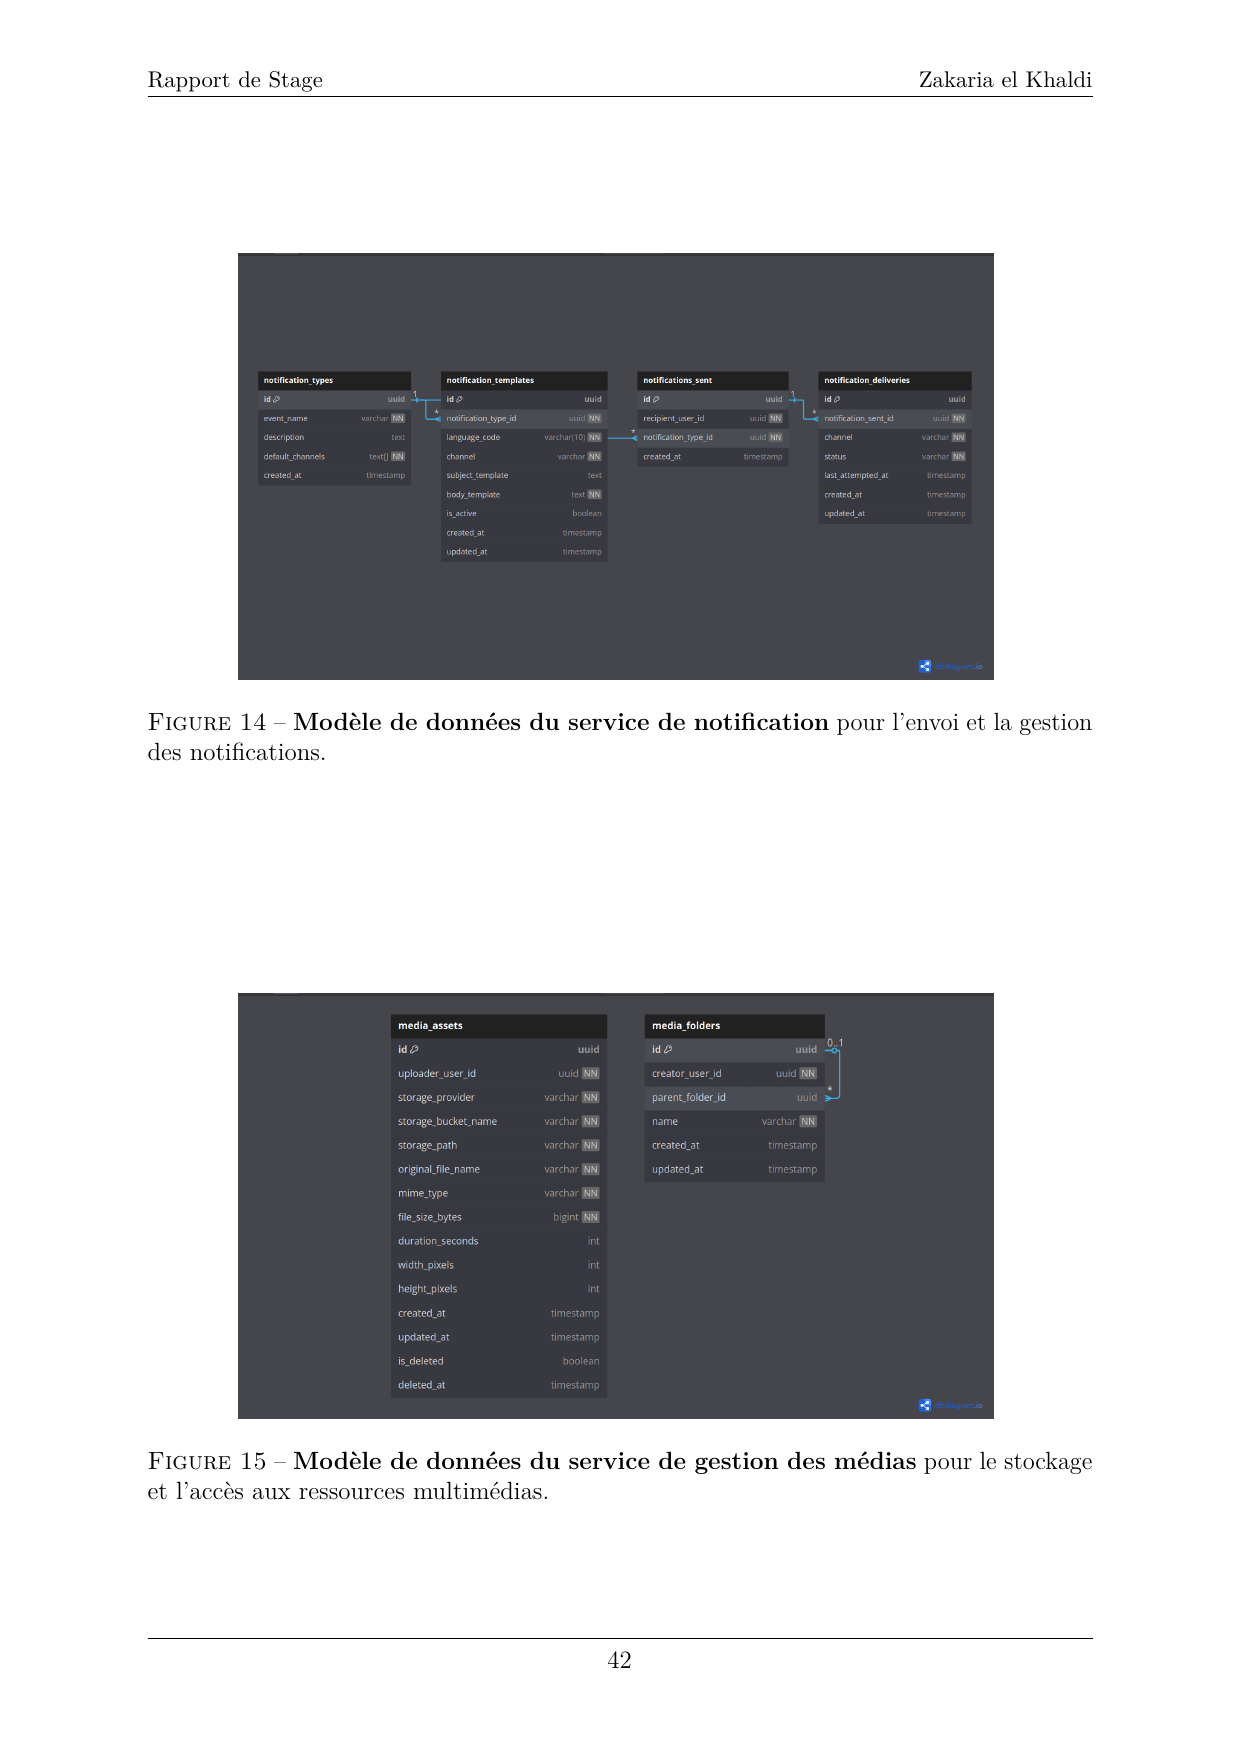 Rapport de Stage Zakaria el Khaldi
notification_types
id uuid
event_name varchar NN
description text
default_channels text[] NN
created_at timestamp
1
*
notification_templates
id uuid
notification_type_id uuid NN
language_code varchar(10) NN
channel varchar NN
subject_template text
body_template text NN
is_active boolean
created_at timestamp
updated_at timestamp
*
notifications_sent
id uuid
recipient_user_id uuid NN
notification_type_id uuid NN
created_at timestamp
1
*
notification_deliveries
id uuid
notification_sent_id uuid NN
channel varchar NN
status varchar NN
last_attempted_at timestamp
created_at timestamp
updated_at timestamp
dbdiagram.io
FIGURE 14 – Modèle de données du service de notification pour l'envoi et la gestion
des notifications.
media_assets
id uuid
uploader_user_id uuid NN
storage_provider varchar NN
storage_bucket_name varchar NN
storage_path varchar NN
original_file_name varchar NN
mime_type varchar NN
file_size_bytes bigint NN
duration_seconds int
width_pixels int
height_pixels int
created_at timestamp
updated_at timestamp
is_deleted boolean
deleted_at timestamp
media_folders
id uuid
creator_user_id uuid NN
parent_folder_id uuid
name varchar NN
created_at timestamp
updated_at timestamp
0..1
*
dbdiagram.io
FIGURE 15 – Modèle de données du service de gestion des médias pour le stockage
et l'accès aux ressources multimédias.
42